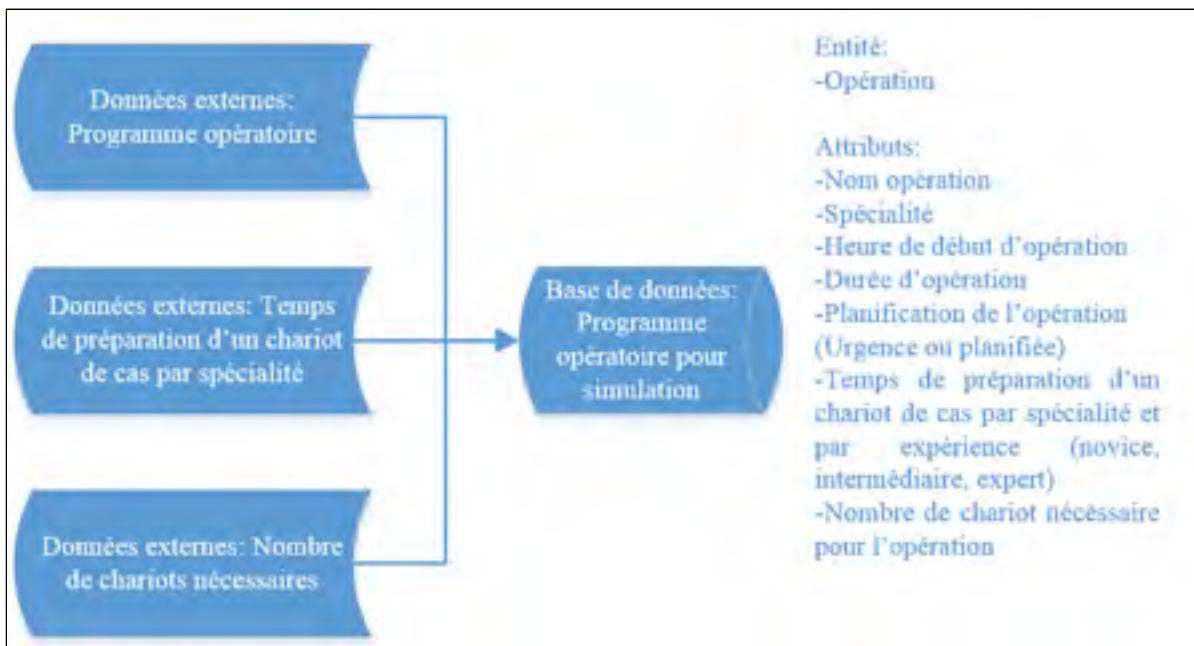 Données externes:
Programme opératoire
Données externes: Temps
de préparation d'un chariot
de cas par spécialité
Données externes: Nombre
de chariots nécessaires
Base de données:
Programme
opératoire pour
simulation
Entité:
-Opération
Attributs:
-Nom opération
-Spécialité
-Heure de début d'opération
-Durée d'opération
-Planification de l'opération
(Urgence ou planifiée)
-Temps de préparation d'un
chariot de cas par spécialité et
par expérience (novice,
intermédiaire, expert)
-Nombre de chariot nécéssaire
pour l'opération